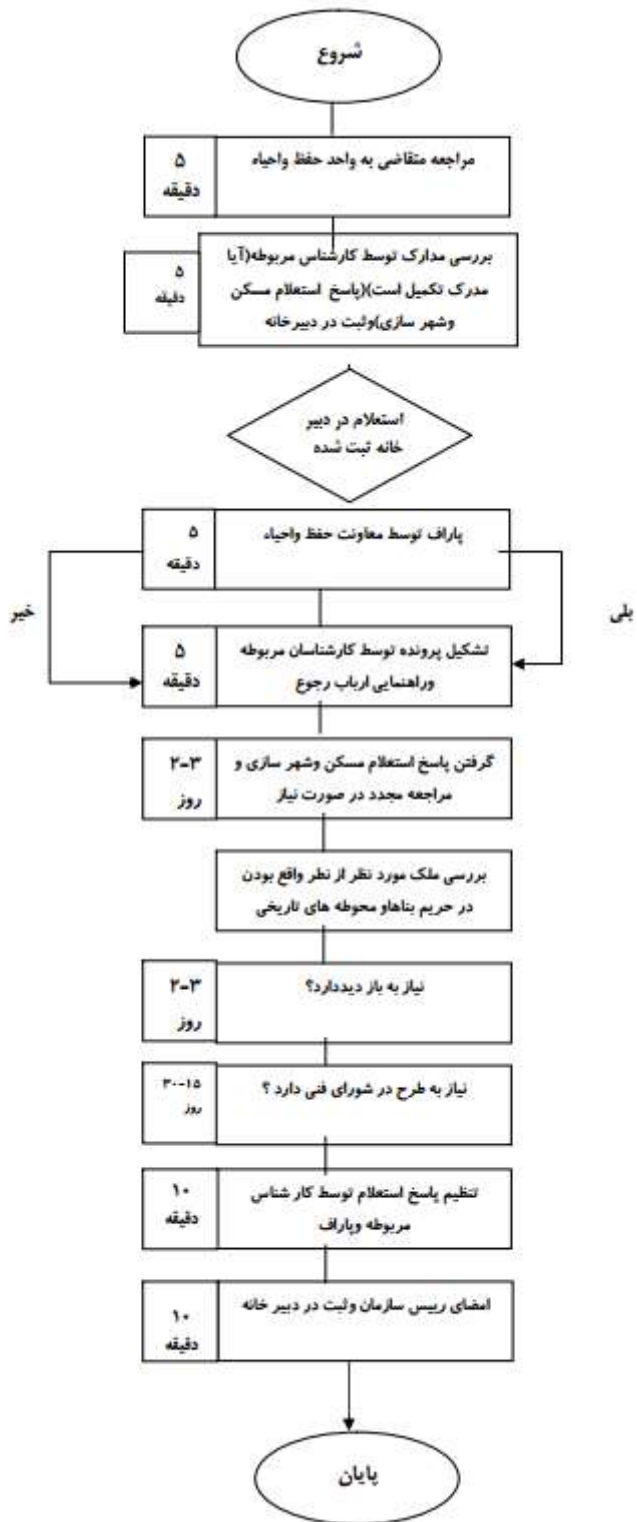 شروع
مراجعه متقاضی به واحد حفظ واحیاء
۵
دقیقه
بررسی مدارک توسط کارشناس مربوطه(آیا
مدرک تکمیل است)(پاسخ استعلام مسکن
وشهر سازی)وثبت در دبیرخانه
۵
دقیقه
استعلام در دبیر
خانه ثبت شده
پاراف توسط معاونت حفظ واحیاء
۵
دقیقه
بلی
خیر
تشکیل پرونده توسط کارشناسان مربوطه
وراهنمایی ارباب رجوع
۵
دقیقه
گرفتن پاسخ استعلام مسکن وشهر سازی و
مراجعه مجدد در صورت نیاز
۲-۳
روز
بررسی ملک مورد نظر از نظر واقع بودن
در حریم بناهاو محوطه های تاریخی
نیاز به باز دیددارد؟
۲-۳
روز
نیاز به طرح در شورای فنی دارد ؟
۳۰-۱۵
روز
تنظیم پاسخ استعلام توسط کار شناس
مربوطه وپاراف
۱۰
دقیقه
امضای رییس سازمان وثبت در دبیر خانه
۱۰
دقیقه
پایان